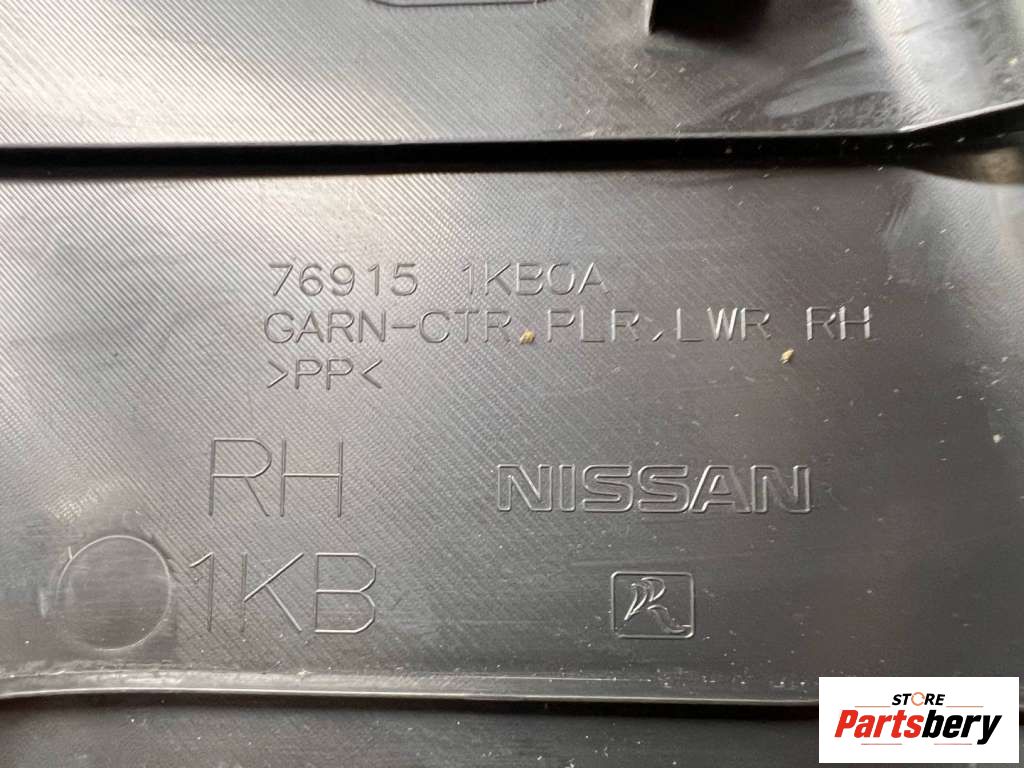 76915 1KB0A
GARN-CTR,PLR,LWR RH
>PP<
RH
NISSAN
1KB
STORE
Partsbery